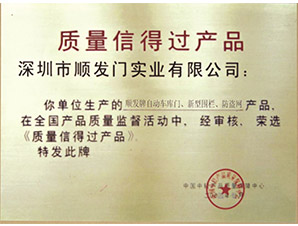 质量信得过产品
深圳市顺发门实业有限公司：
你单位生产的顺发牌自动车库门、新型围栏、防盗网产品，
在全国产品质量监督活动中，经审核、荣选
《质量信得过产品》。
特发此牌